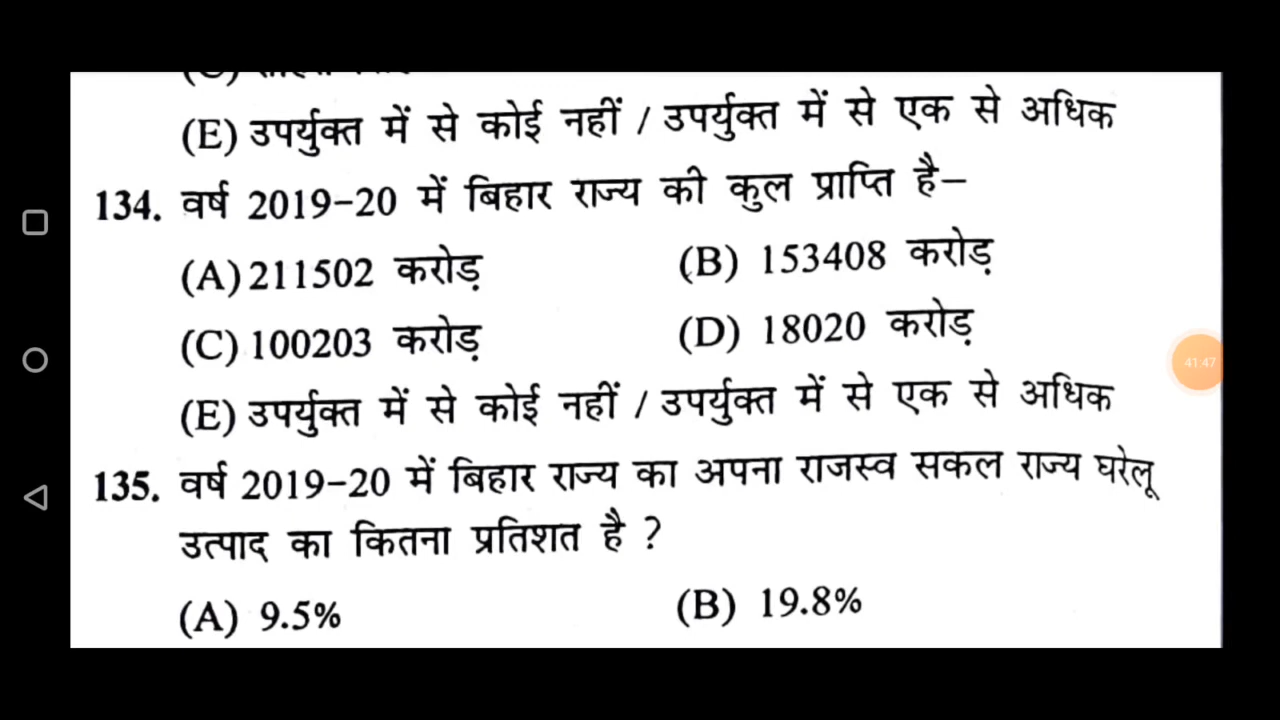 (E) उपर्युक्त में से कोई नहीं / उपर्युक्त में से एक से अधिक
134. वर्ष 2019-20 में बिहार राज्य की कुल प्राप्ति है–
(A) 211502 करोड़ (B) 153408 करोड़
(C) 100203 करोड़ (D) 18020 करोड़
(E) उपर्युक्त में से कोई नहीं / उपर्युक्त में से एक से अधिक
135. वर्ष 2019-20 में बिहार राज्य का अपना राजस्व सकल राज्य घरेलू
उत्पाद का कितना प्रतिशत है ?
(A) 9.5% (B) 19.8%
41:47